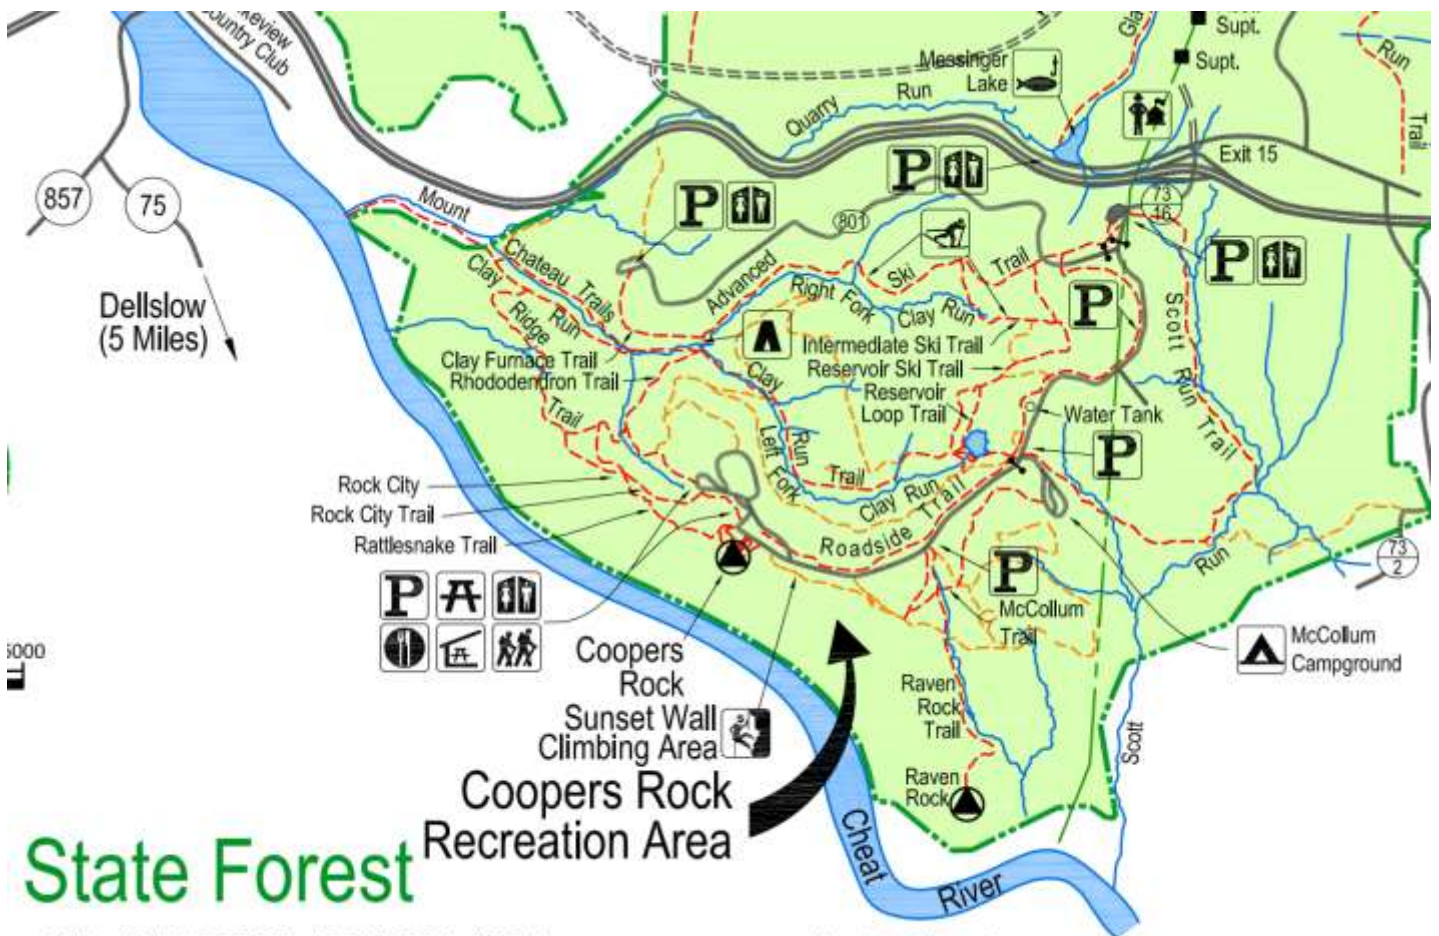 Lakeview
Country Club
857
75
Dellslow
(5 Miles)
Mount
Chateau Trails
Clay
Run
Ridge
Trail
Clay Furnace Trail
Rhododendron Trail
Quarry
Run
Messinger
Lake
Supt.
Supt.
Run
Trail
Exit 15
73
16
P
P
801
Advanced
Ski
Trail
Right Fork
Clay Run
P
P
Intermediate Ski Trail
Reservoir Ski Trail
Reservoir
Loop Trail
Water Tank
P
Scott Run Trail
Clay
Run
Left
Fork
Trail
Clay Run
Roadside Trail
Rock City
Rock City Trail
Rattlesnake Trail
P
P
McCollum
Trail
Run
73
2
McCollum
Campground
Scott
Coopers
Rock
Sunset Wall
Climbing Area
Raven
Rock
Trail
Raven
Rock
Coopers Rock
Recreation Area
Cheat
River
State Forest